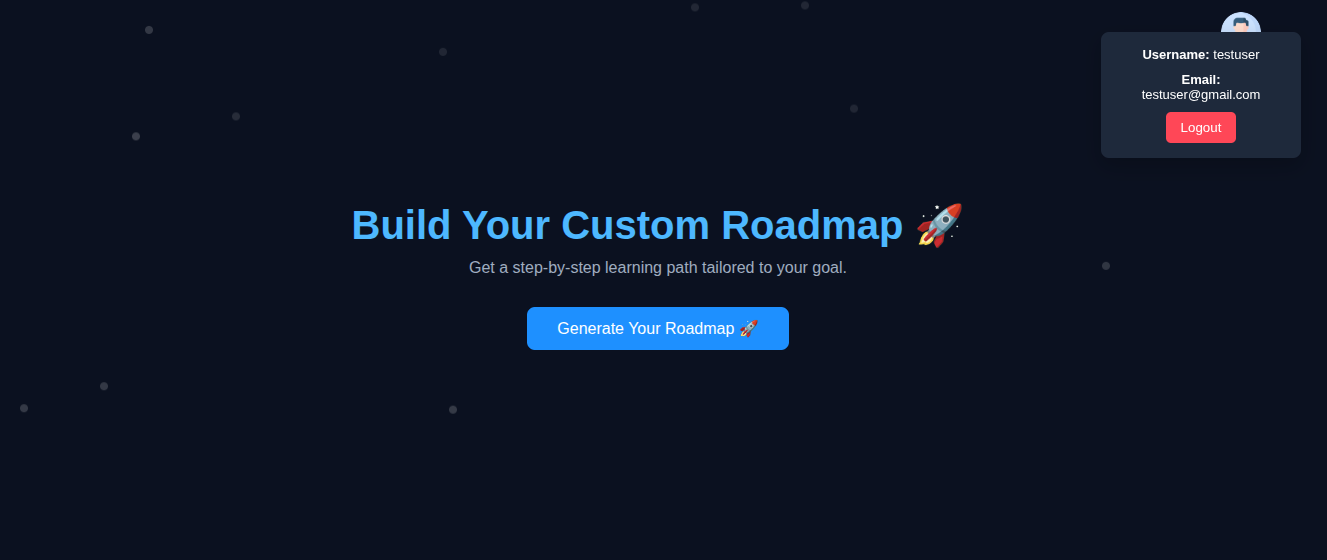 Username: testuser
Email:
testuser@gmail.com
Logout
Build Your Custom Roadmap 🚀
Get a step-by-step learning path tailored to your goal.
Generate Your Roadmap 🚀